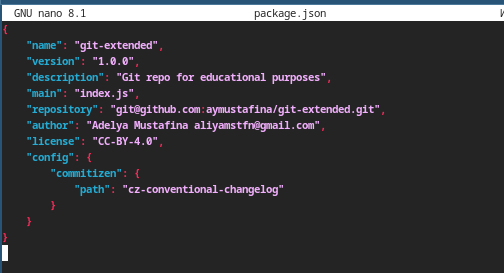 GNU nano 8.1 package.json
{
    "name": "git-extended",
    "version": "1.0.0",
    "description": "Git repo for educational purposes",
    "main": "index.js",
    "repository": "git@github.com:aymustafina/git-extended.git",
    "author": "Adelya Mustafina aliyamstfn@gmail.com",
    "license": "CC-BY-4.0",
    "config": {
        "commitizen": {
            "path": "cz-conventional-changelog"
        }
    }
}